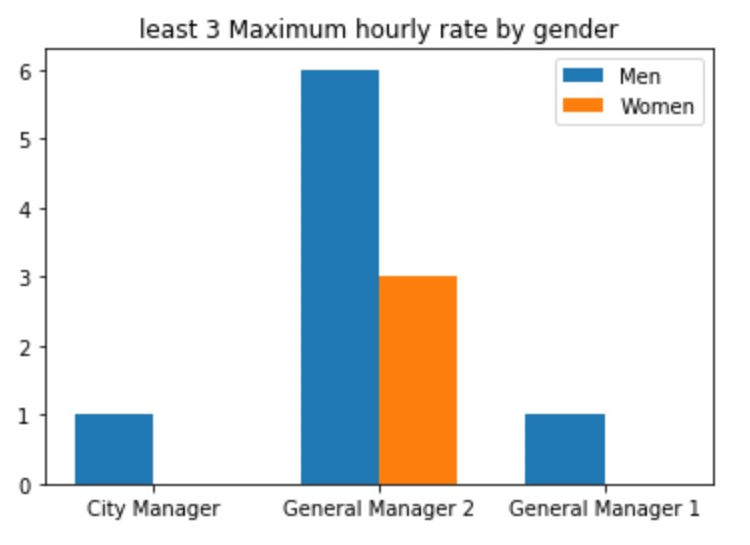 least 3 Maximum hourly rate by gender
Men
Women
6
5
4
3
2
1
0
City Manager General Manager 2 General Manager 1